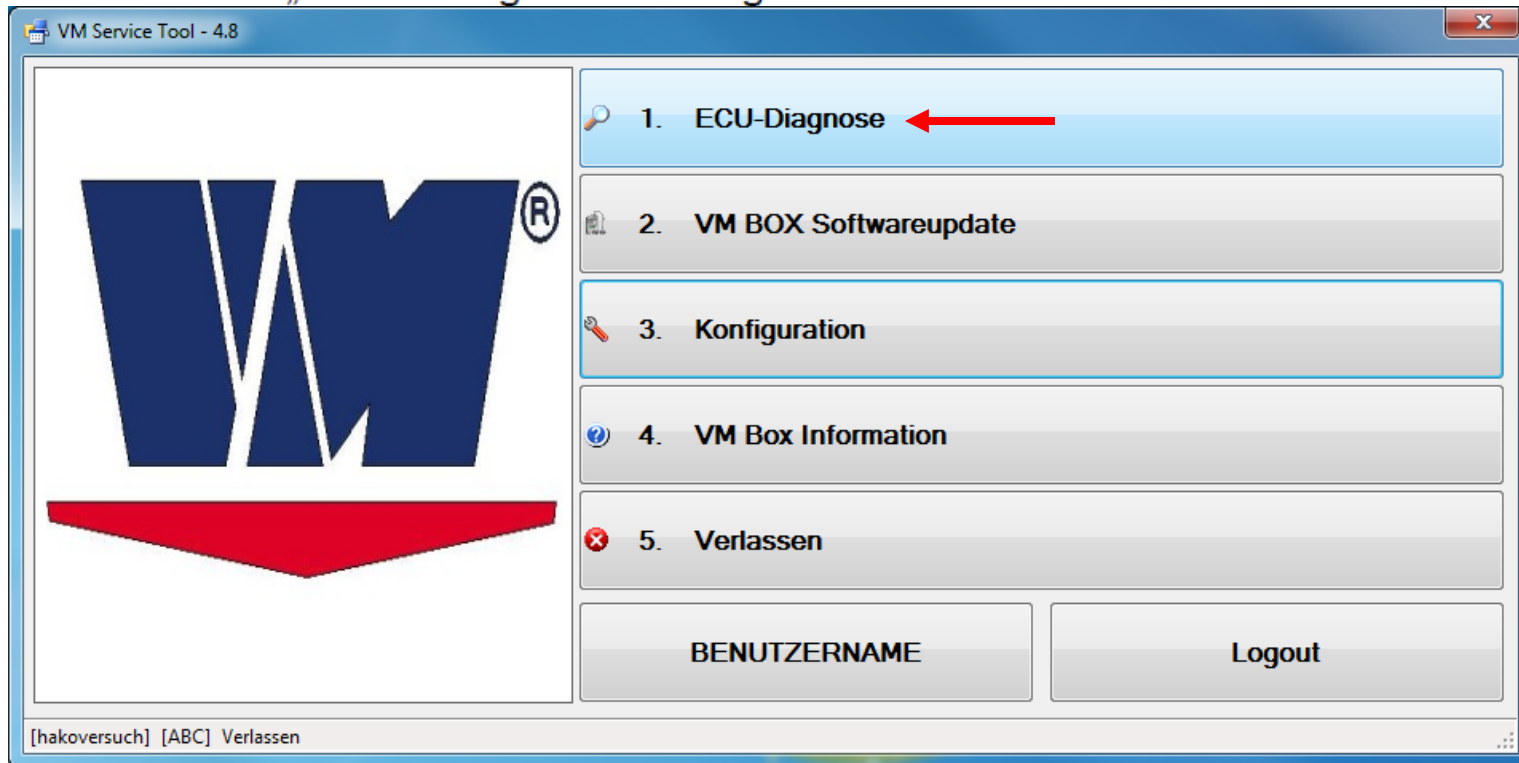 VM Service Tool - 4.8
VM ®
1. ECU-Diagnose
2. VM BOX Softwareupdate
3. Konfiguration
4. VM Box Information
5. Verlassen
BENUTZERNAME
Logout
[hakoversuch] [ABC] Verlassen